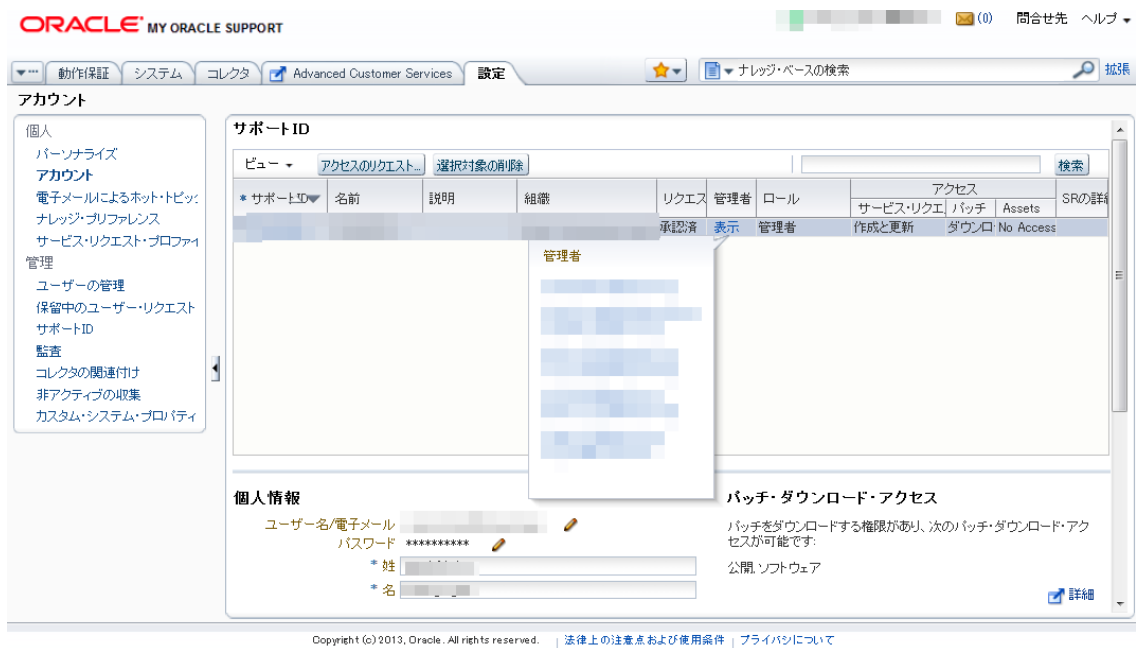 ORACLE MY ORACLE SUPPORT
(0) 問合せ先 ヘルプ
動作保証 システム コレクタ Advanced Customer Services 設定
ナレッジ・ベースの検索 拡張
アカウント
個人
パーソナライズ
アカウント
電子メールによるホット・トピッ
ナレッジ・プリファレンス
サービス・リクエスト・プロファイ
管理
ユーザーの管理
保留中のユーザー・リクエスト
サポートID
監査
コレクタの関連付け
非アクティブの収集
カスタム・システム・プロパティ
サポートID
ビュー アクセスのリクエスト... 選択対象の削除 検索
* サポートID 名前 説明 組織 リクエス 管理者 ロール アクセス SRの詳細
サービス・リクエ パッチ Assets
承認済 表示 管理者 作成と更新 ダウンロ No Access
管理者
個人情報
ユーザー名/電子メール
パスワード **********
* 姓
* 名
パッチ・ダウンロード・アクセス
パッチをダウンロードする権限があり、次のパッチ・ダウンロード・アク
セスが可能です:
公開ソフトウェア
詳細
Copyright (c) 2013, Oracle. All rights reserved. | 法律上の注意点および使用条件 | プライバシについて